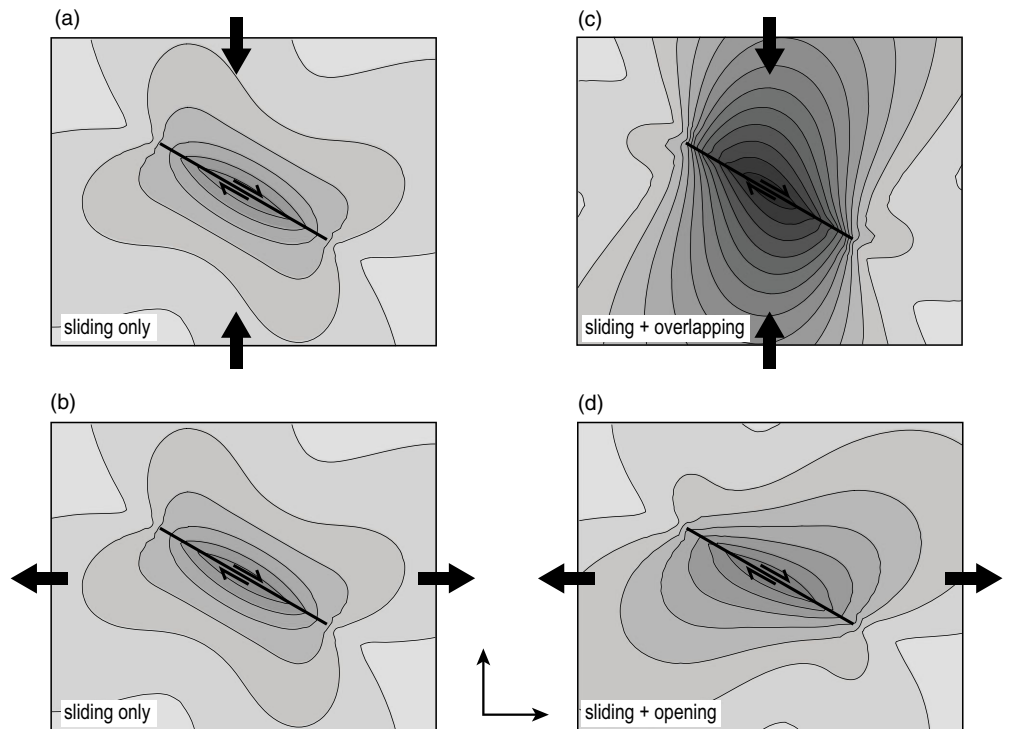 (a)
sliding only
(c)
sliding + overlapping
(b)
sliding only
(d)
sliding + opening